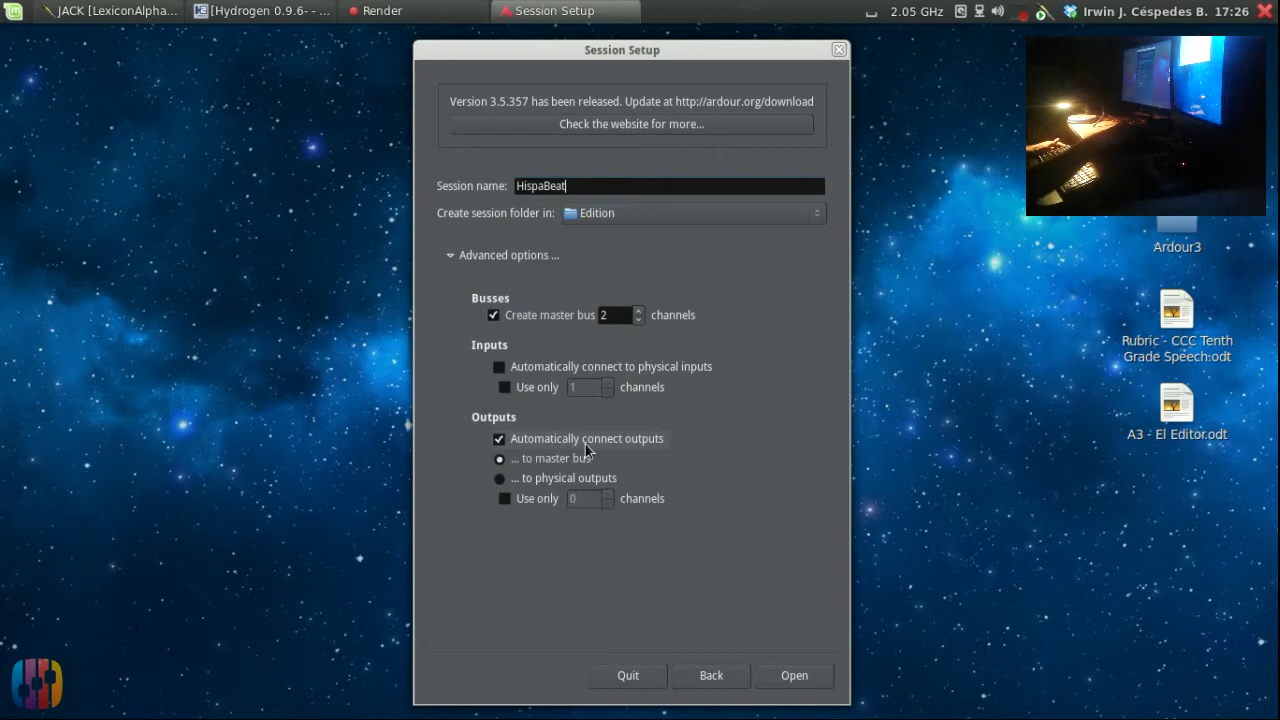 JACK [LexiconAlpha...
[Hydrogen 0.9.6- - ...
Render
Session Setup
2.05 GHz
Irwin J. Céspedes B. 17:26
Session Setup
Version 3.5.357 has been released. Update at http://ardour.org/download
Check the website for more...
Session name: HispaBeat
Create session folder in: Edition
Advanced options ...
Busses
Create master bus 2 channels
Inputs
Automatically connect to physical inputs
Use only 1 channels
Outputs
Automatically connect outputs
... to master bus
... to physical outputs
Use only 0 channels
Quit
Back
Open
Ardour3
Rubric - CCC Tenth
Grade Speech.odt
A3 - El Editor.odt